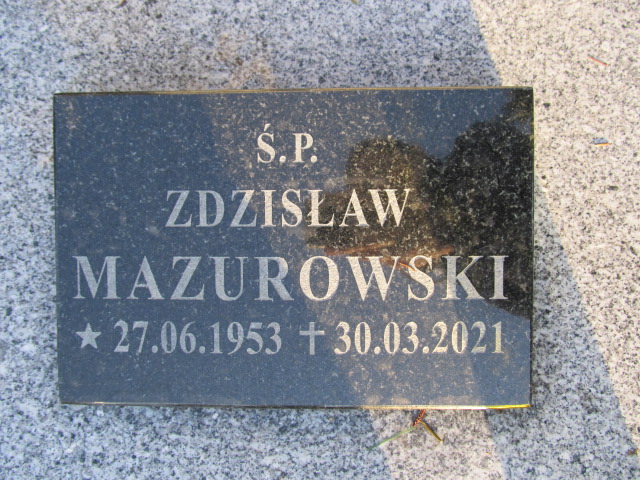 Ś.P.
ZDZISŁAW
MAZUROWSKI
★ 27.06.1953 ✝ 30.03.2021